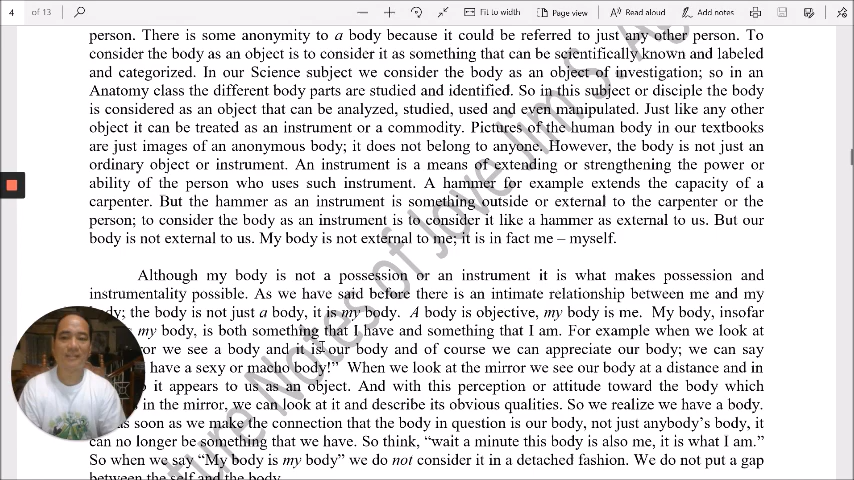 4 of 13
Fit to width
Page view
Read aloud
Add notes
person. There is some anonymity to a body because it could be referred to just any other person. To
consider the body as an object is to consider it as something that can be scientifically known and labeled
and categorized. In our Science subject we consider the body as an object of investigation; so in an
Anatomy class the different body parts are studied and identified. So in this subject or disciple the body
is considered as an object that can be analyzed, studied, used and even manipulated. Just like any other
object it can be treated as an instrument or a commodity. Pictures of the human body in our textbooks
are just images of an anonymous body; it does not belong to anyone. However, the body is not just an
ordinary object or instrument. An instrument is a means of extending or strengthening the power or
ability of the person who uses such instrument. A hammer for example extends the capacity of a
carpenter. But the hammer as an instrument is something outside or external to the carpenter or the
person; to consider the body as an instrument is to consider it like a hammer as external to us. But our
body is not external to us. My body is not external to me; it is in fact me – myself.
Although my body is not a possession or an instrument it is what makes possession and
instrumentality possible. As we have said before there is an intimate relationship between me and my
body; the body is not just a body, it is my body. A body is objective, my body is me. My body, insofar
my body, is both something that I have and something that I am. For example when we look at
we see a body and it is our body and of course we can appreciate our body; we can say
have a sexy or macho body!” When we look at the mirror we see our body at a distance and in
it appears to us as an object. And with this perception or attitude toward the body which
in the mirror, we can look at it and describe its obvious qualities. So we realize we have a body.
as soon as we make the connection that the body in question is our body, not just anybody’s body, it
can no longer be something that we have. So think, “wait a minute this body is also me, it is what I am.”
So when we say “My body is my body” we do not consider it in a detached fashion. We do not put a gap
between the self and the body.
ture Notes of Jove Jim S. Ag